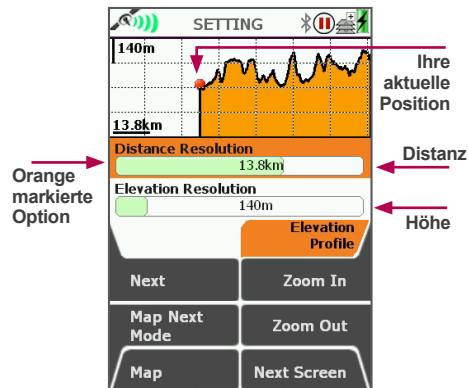 SETTING
140m
13.8km
Ihre
aktuelle
Position
Distance Resolution
13.8km
Distanz
Orange
markierte
Option
Elevation Resolution
140m
Höhe
Elevation
Profile
Next
Zoom In
Map Next
Mode
Zoom Out
Map
Next Screen